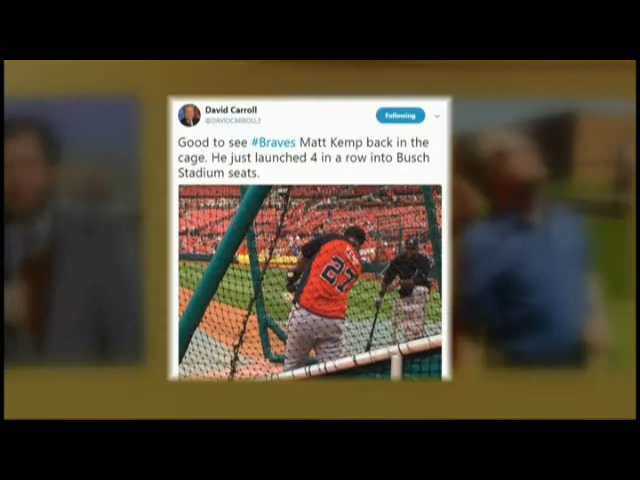 David Carroll
@DAVIDCARROLL3
Following
Good to see #Braves Matt Kemp back in the
cage. He just launched 4 in a row into Busch
Stadium seats.
27